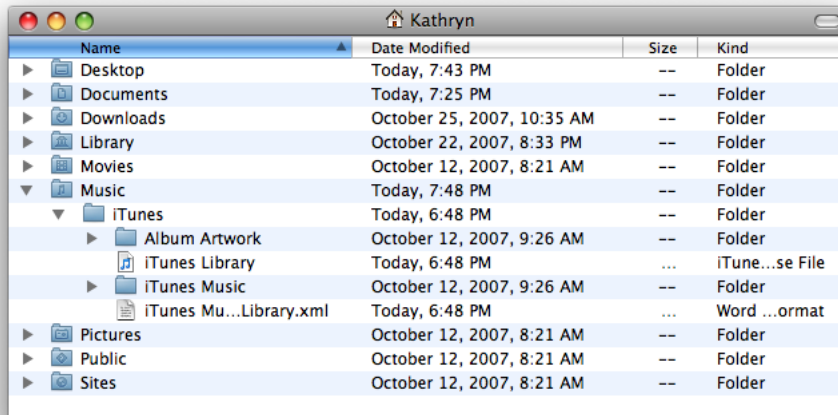 Kathryn
Name Date Modified Size Kind
Desktop Today, 7:43 PM -- Folder
Documents Today, 7:25 PM -- Folder
Downloads October 25, 2007, 10:35 AM -- Folder
Library October 22, 2007, 8:33 PM -- Folder
Movies October 12, 2007, 8:21 AM -- Folder
Music Today, 7:48 PM -- Folder
iTunes Today, 6:48 PM -- Folder
Album Artwork October 12, 2007, 9:26 AM -- Folder
iTunes Library Today, 6:48 PM ... iTune...se File
iTunes Music October 12, 2007, 9:26 AM -- Folder
iTunes Mu...Library.xml Today, 6:48 PM ... Word ...ormat
Pictures October 12, 2007, 8:21 AM -- Folder
Public October 12, 2007, 8:21 AM -- Folder
Sites October 12, 2007, 8:21 AM -- Folder